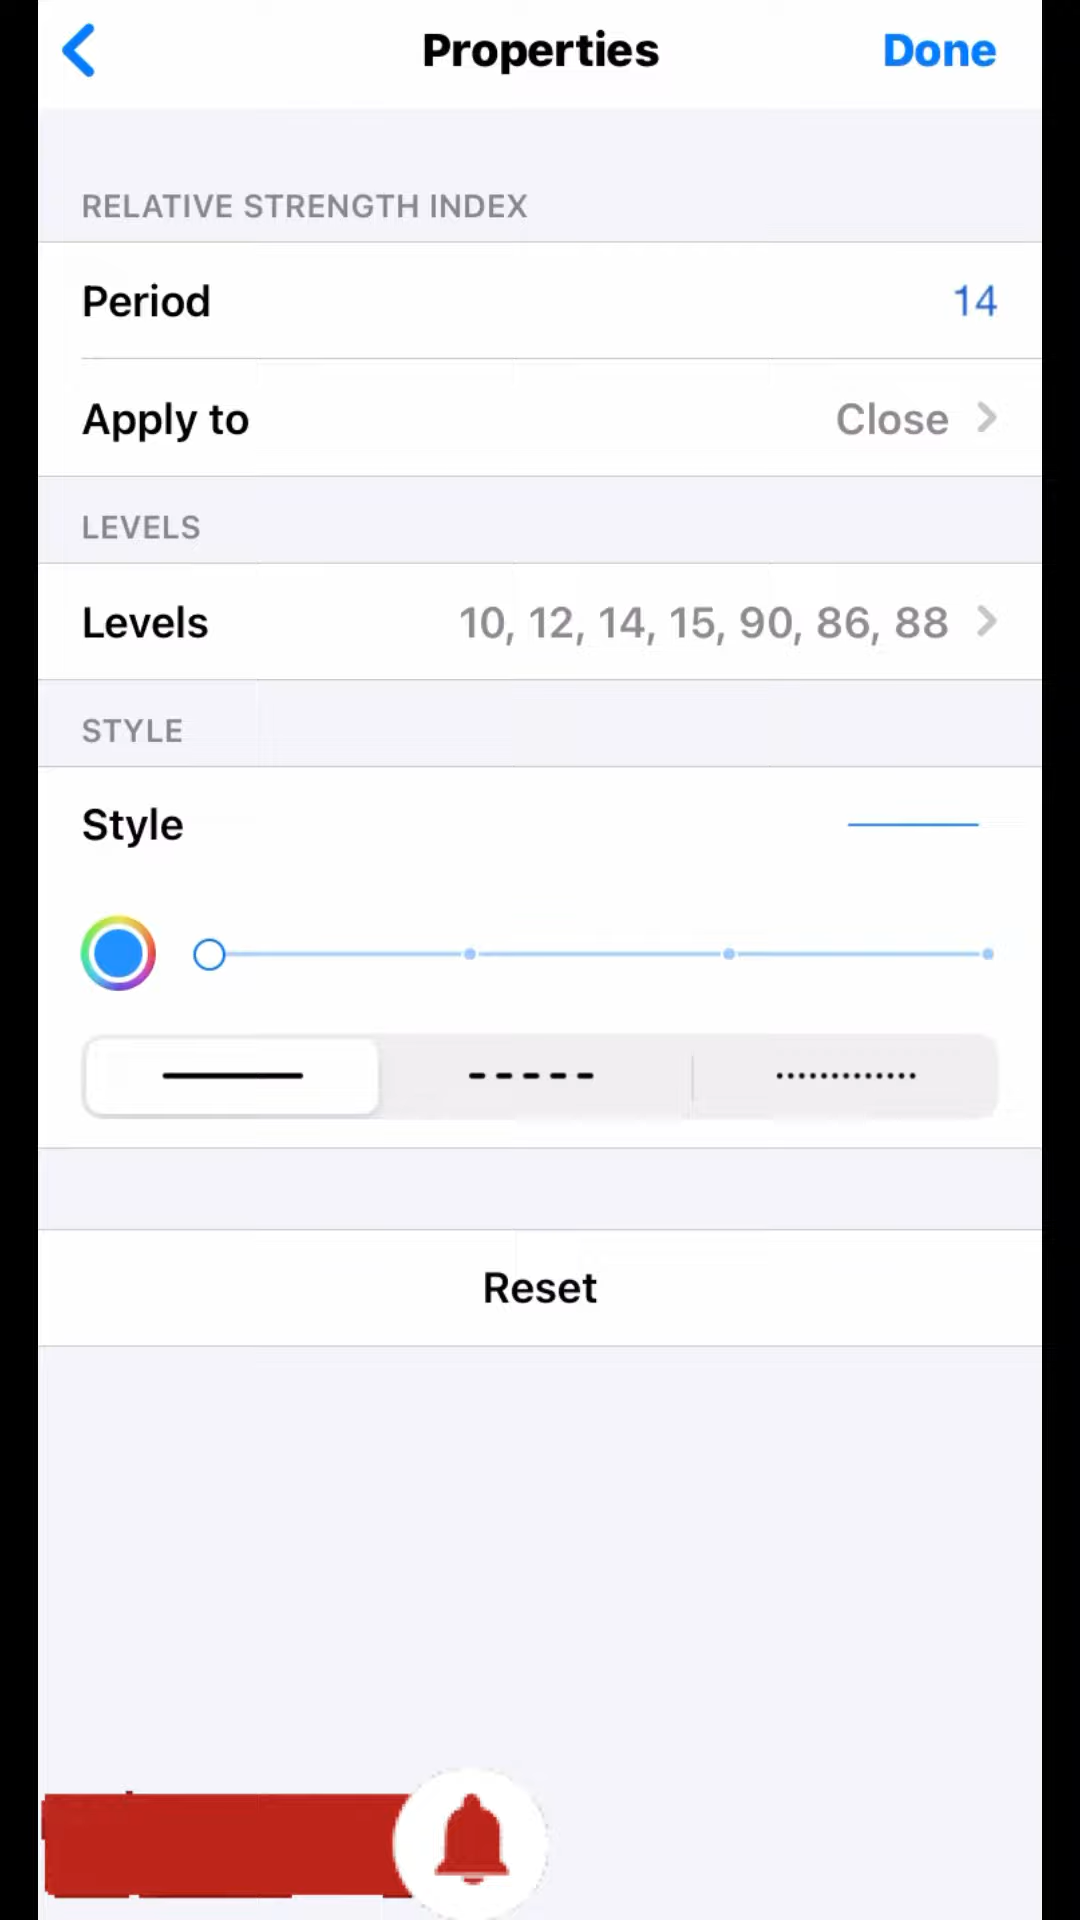 Properties
Done
RELATIVE STRENGTH INDEX
Period 14
Apply to Close
LEVELS
Levels 10, 12, 14, 15, 90, 86, 88
STYLE
Style
Reset